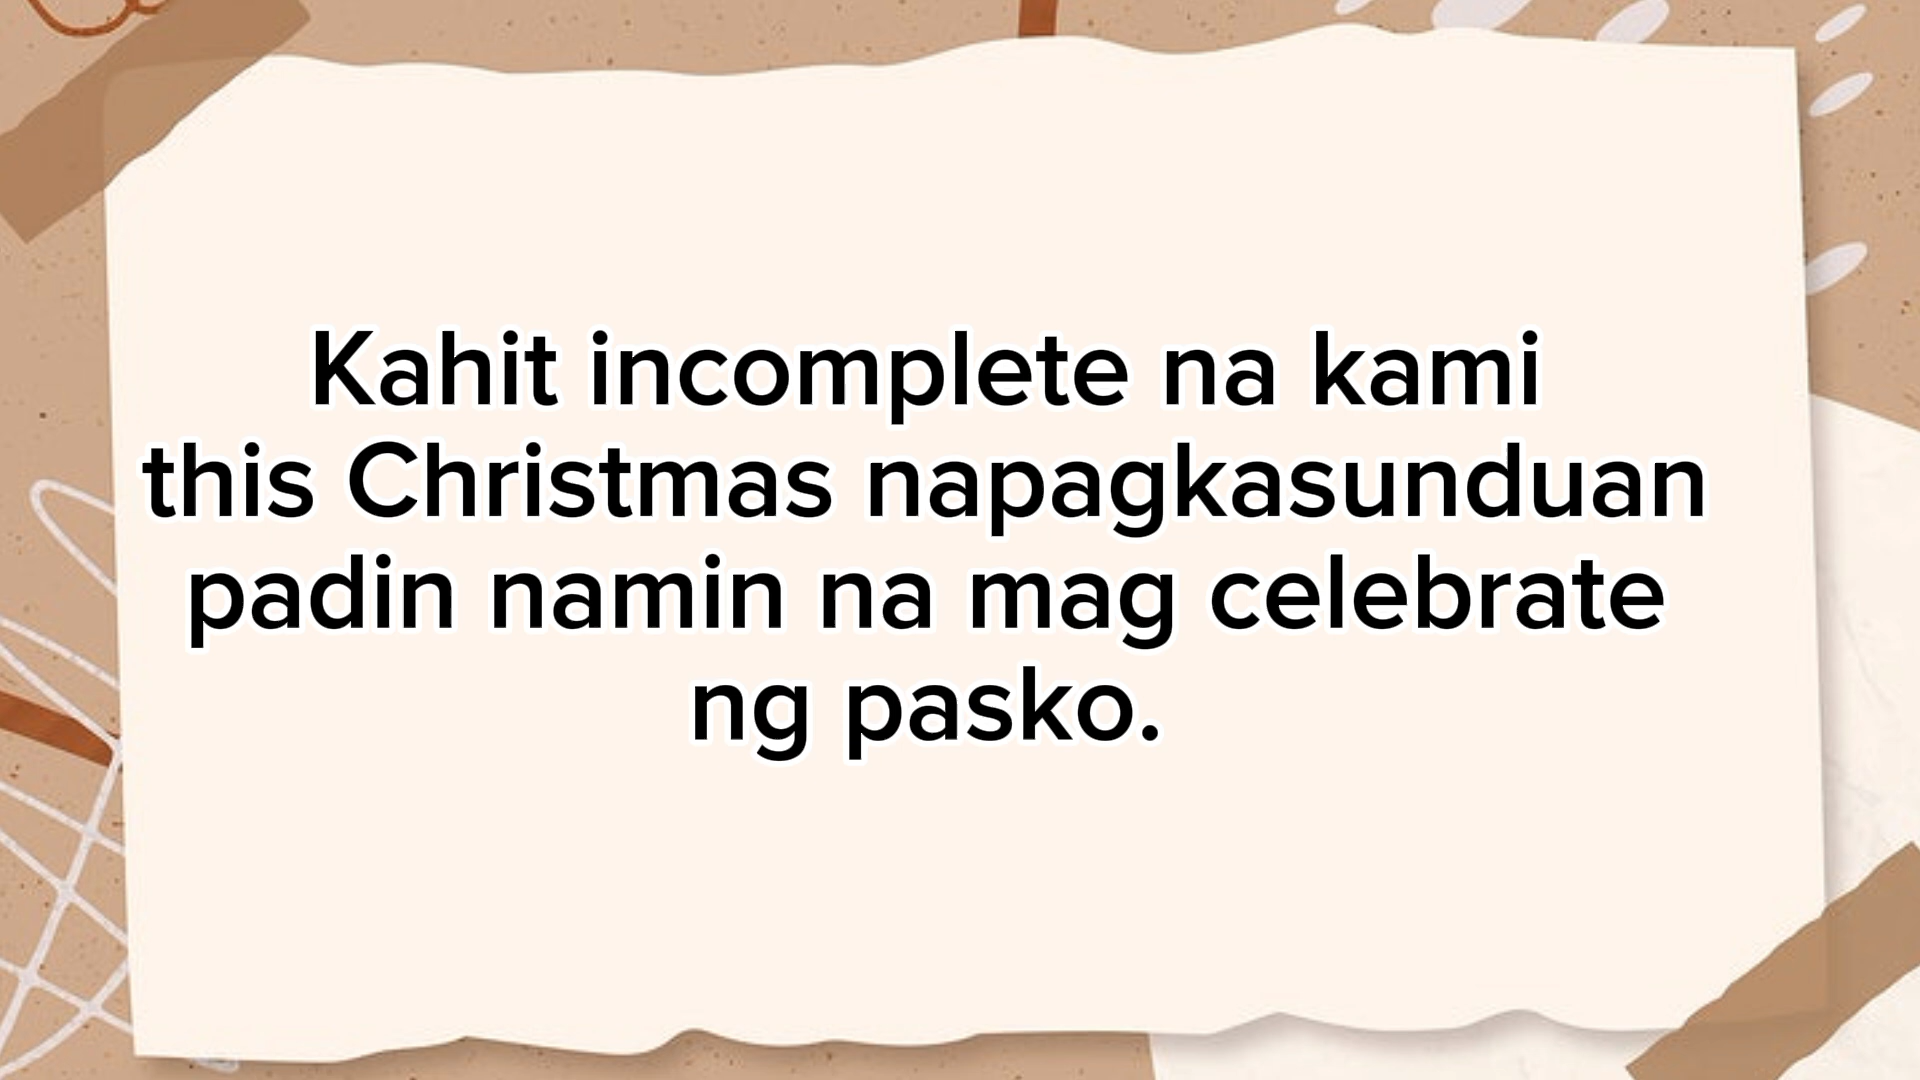 Kahit incomplete na kami
this Christmas napagkasunduan
padin namin na mag celebrate
ng pasko.